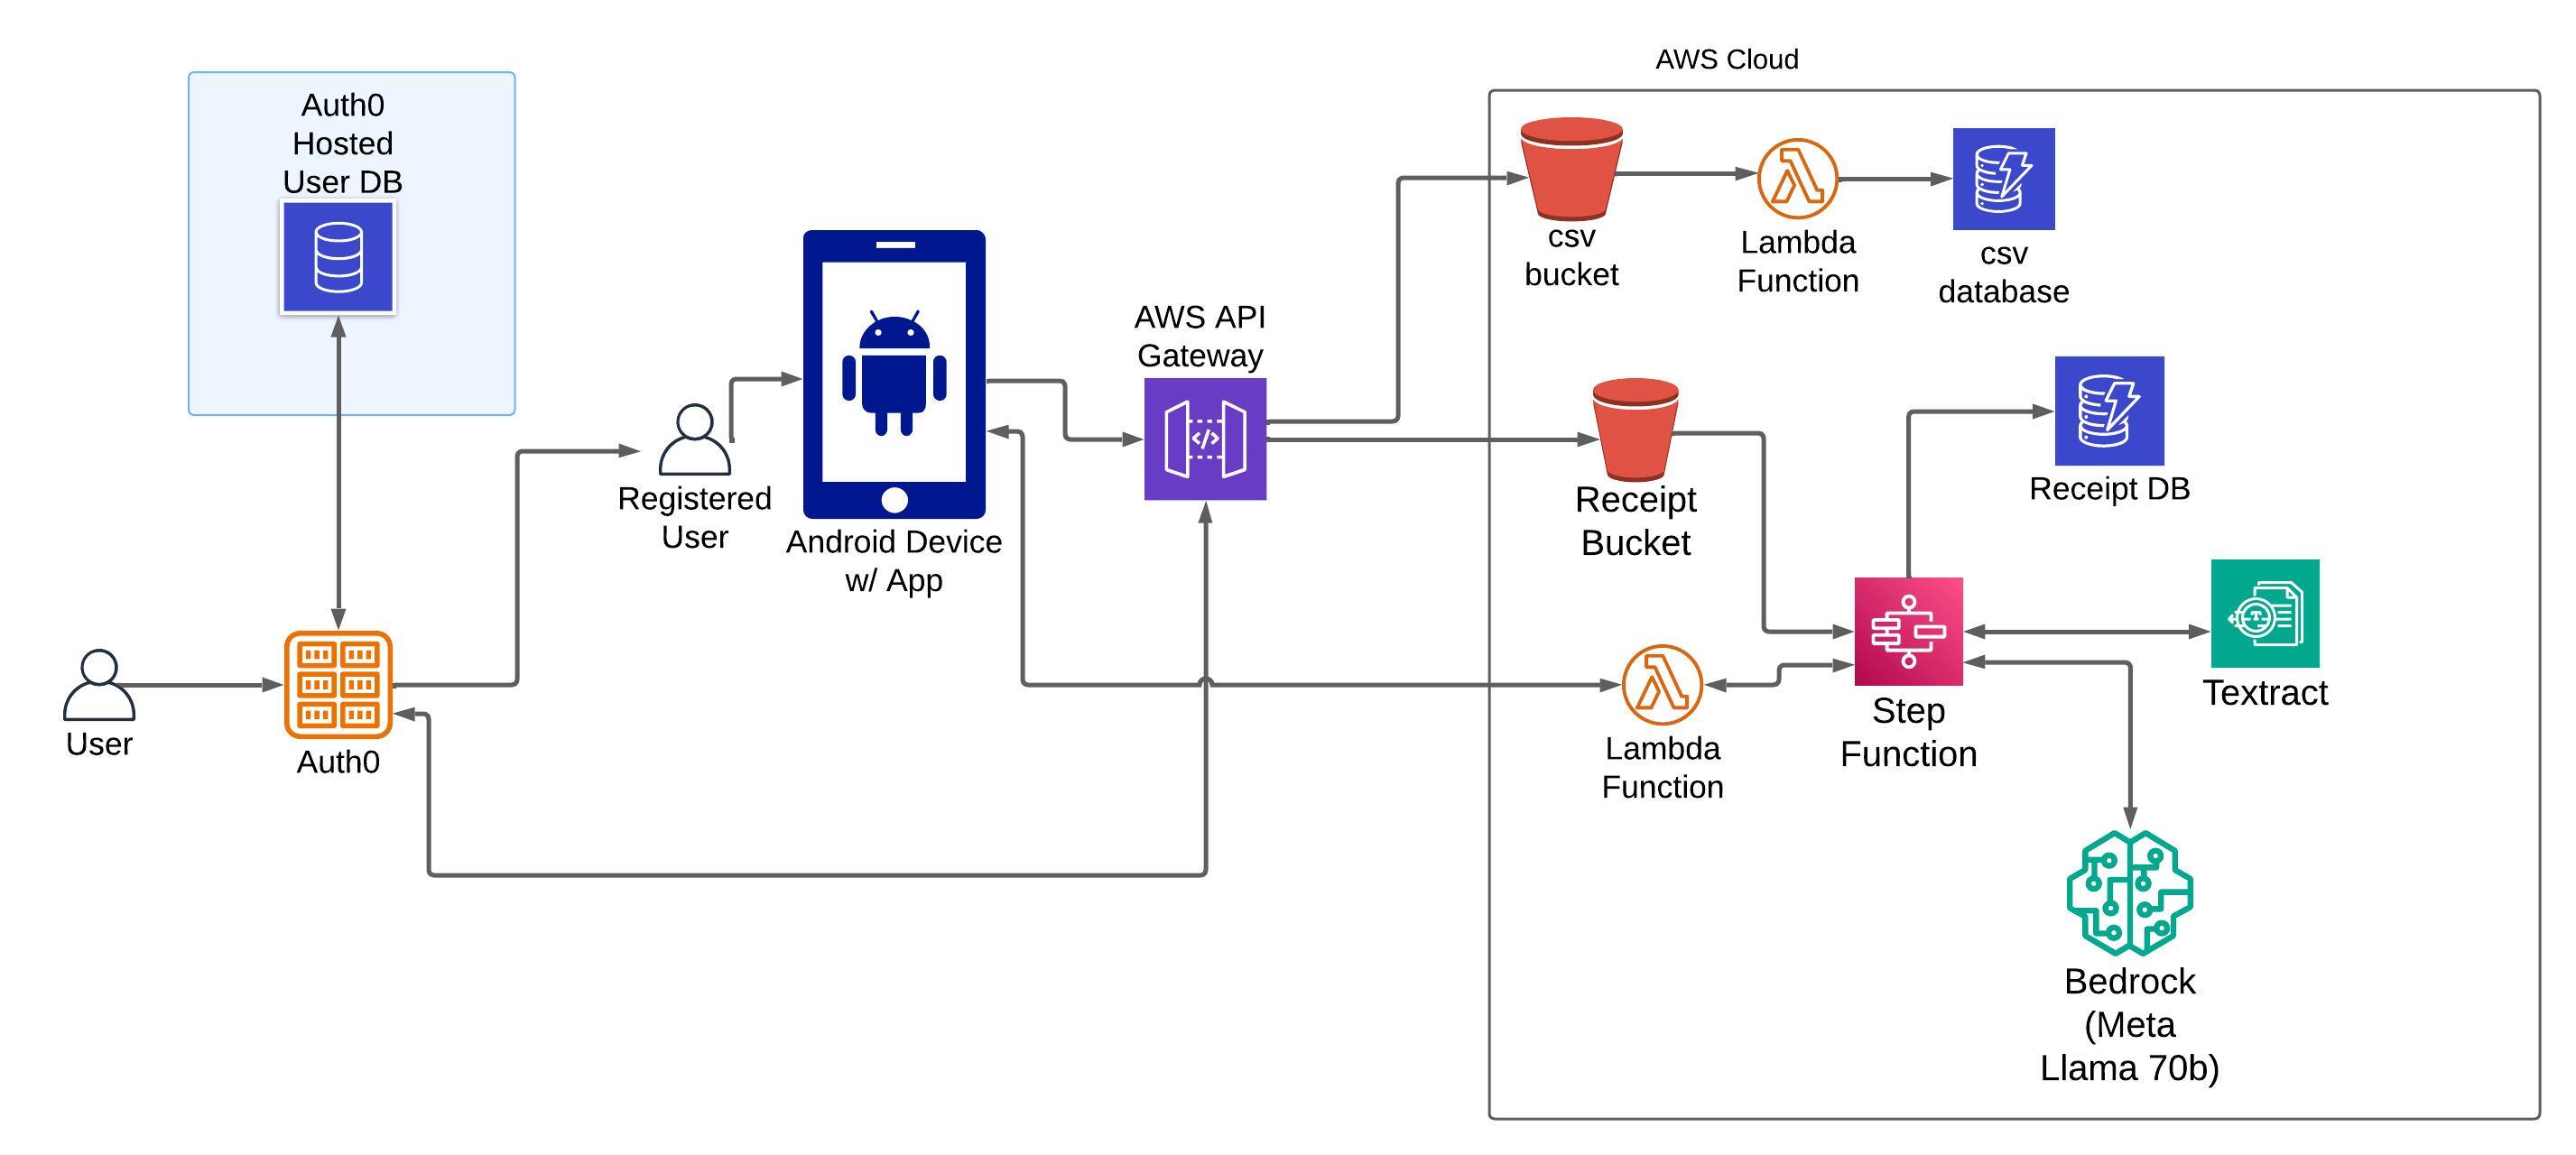 AWS Cloud
Auth0
Hosted
User DB
csv
bucket
Lambda
Function
csv
database
AWS API
Gateway
Receipt DB
Registered
User
Android Device
w/ App
Receipt
Bucket
User
Auth0
Lambda
Function
Step
Function
Textract
Bedrock
(Meta
Llama 70b)